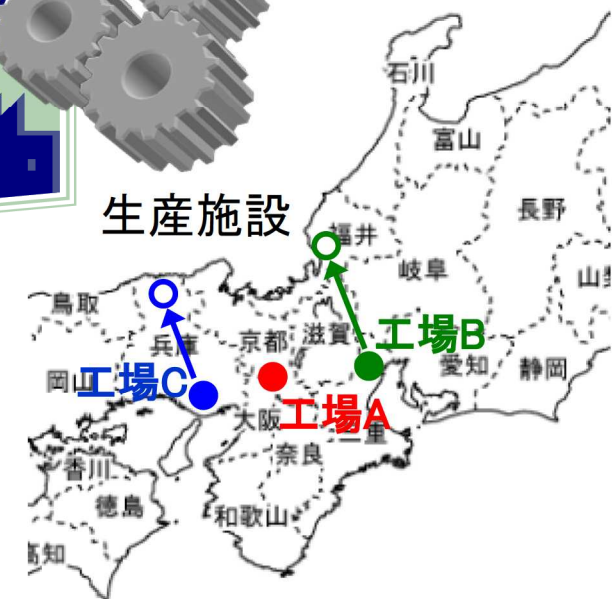 石川
富山
生産施設
長野
福井
岐阜
鳥取
滋賀
京都
兵庫
工場B
愛知
静岡
岡山
工場C
工場A
大阪
三重
奈良
香川
徳島
和歌山
高知